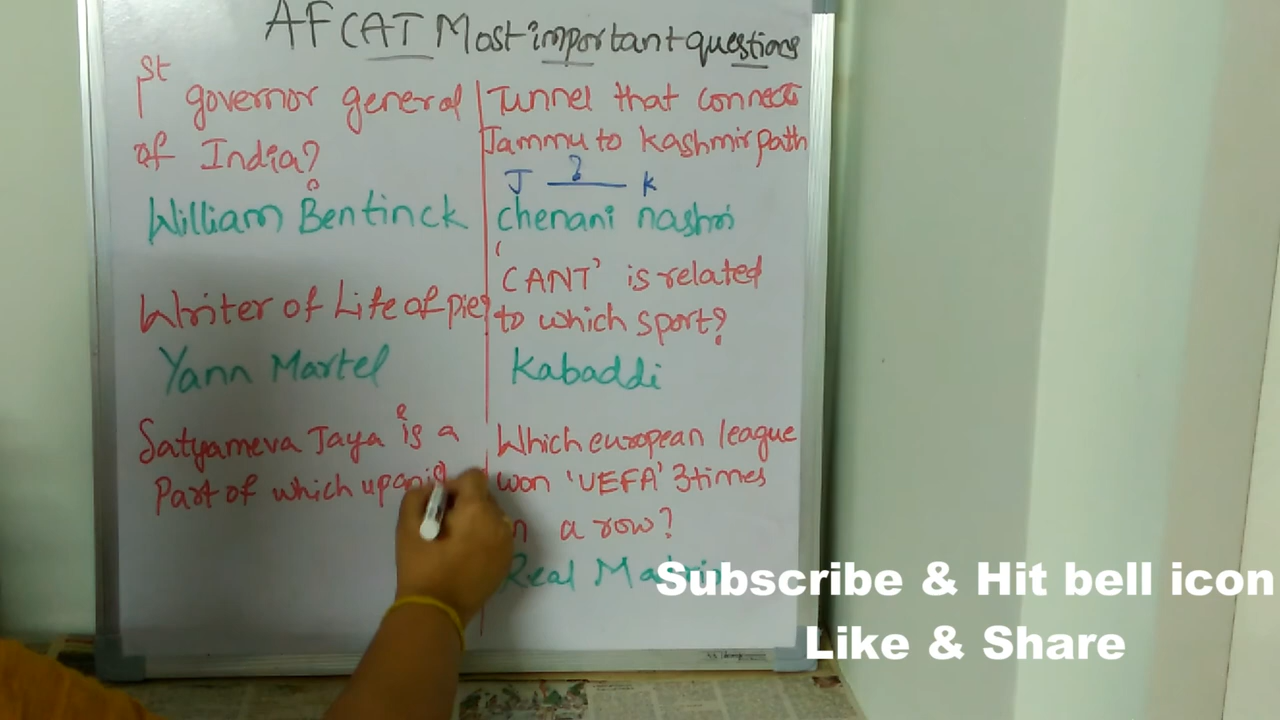 AFCAT Most important questions
1st governor general
of India?
William Bentinck
Writer of Life of pie?
Yann Martel
Satyameva Jaya is a
Part of which
Tunnel that connects
Jammu to kashmir path
J ? K
chenani nashri
'CANT' is related
to which sport?
Kabaddi
Which european league
won 'UEFA' 3 times
a row?
Real
Subscribe & Hit bell icon
Like & Share